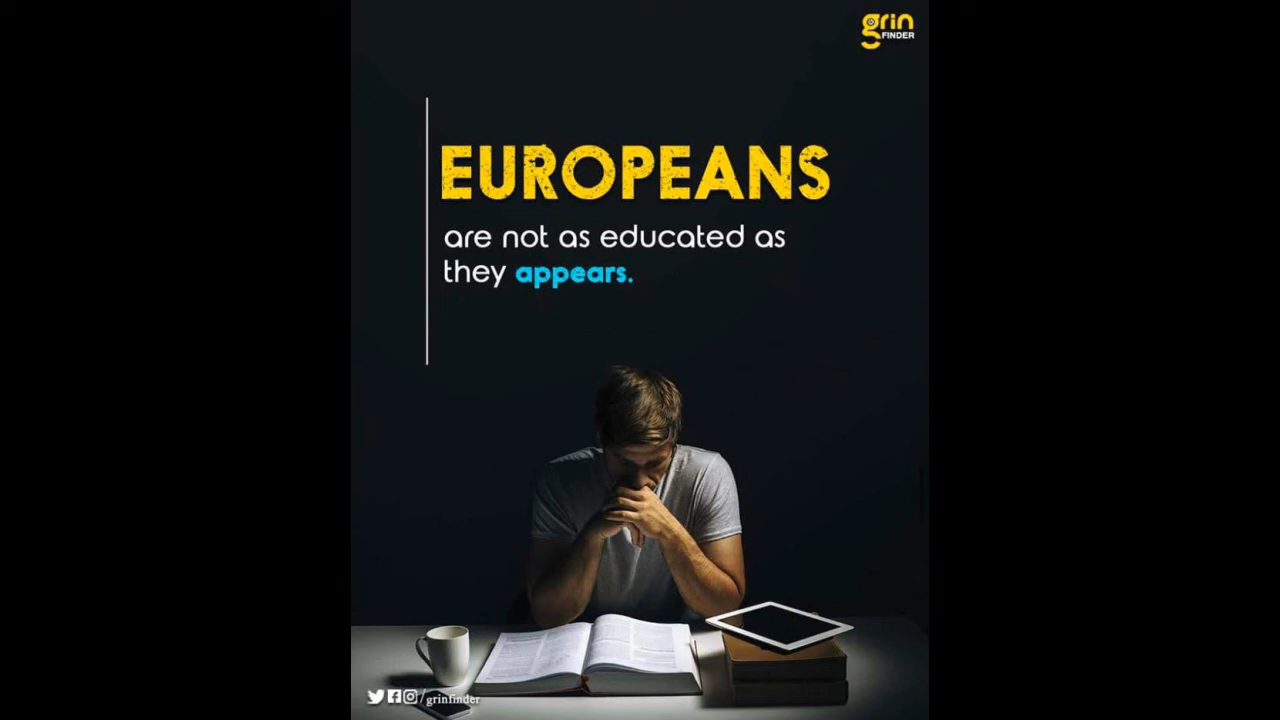 grin
FINDER
EUROPEANS
are not as educated as
they appears.
/grinfinder